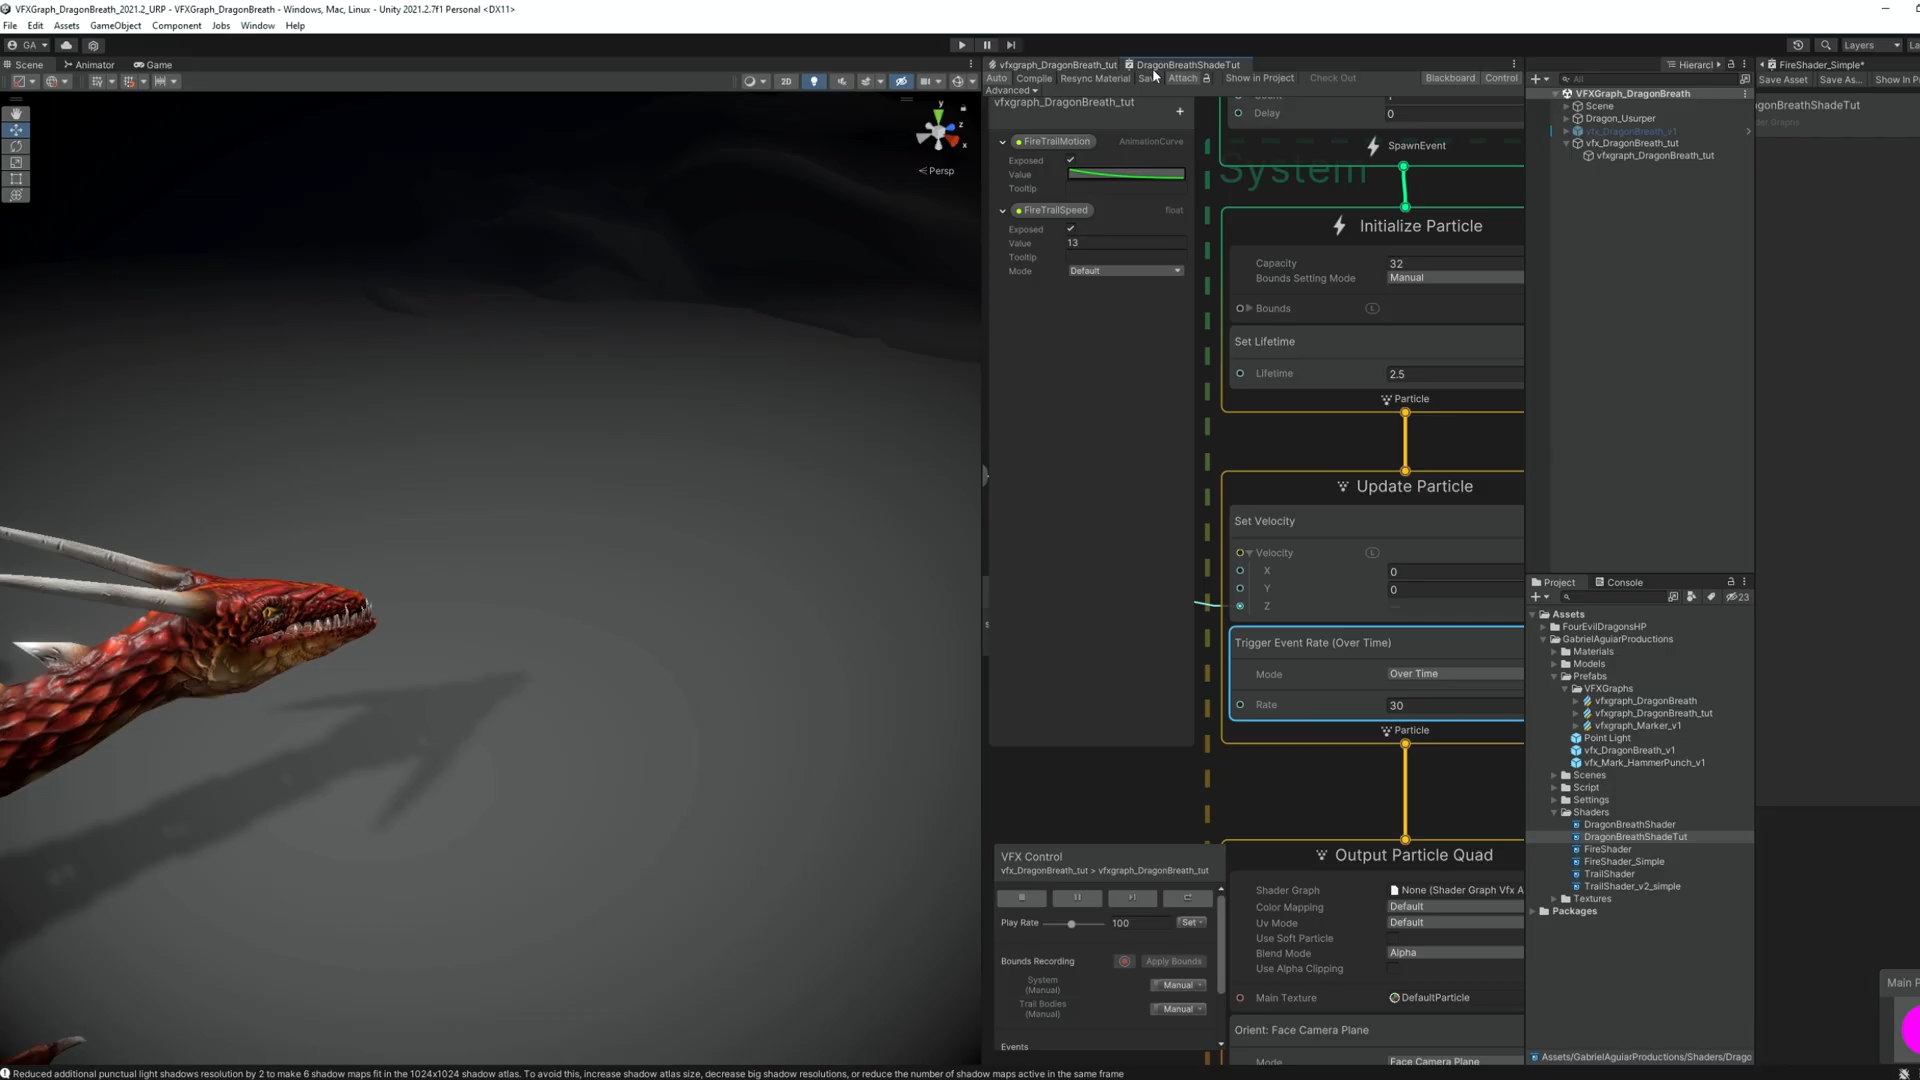 VFXGraph_DragonBreath_2021.2_URP - VFXGraph_DragonBreath - Windows, Mac, Linux - Unity 2021.2.7f1 Personal <DX11>
File Edit Assets GameObject Component Jobs Window Help
GA
Layers
Scene Animator Game
2D
Persp
y
z
x
vfxgraph_DragonBreath_tut DragonBreathShadeTut
Auto Compile Resync Material Attach Show in Project Check Out Blackboard Control
Advanced
vfxgraph_DragonBreath_tut
FireTrailMotion AnimationCurve
Exposed
Value
Tooltip
FireTrailSpeed float
Exposed
Value 13
Tooltip
Mode Default
Delay 0
SpawnEvent
System
Initialize Particle
Capacity 32
Bounds Setting Mode Manual
Bounds L
Set Lifetime
Lifetime 2.5
Particle
Update Particle
Set Velocity
Velocity L
X 0
Y 0
Z
Trigger Event Rate (Over Time)
Mode Over Time
Rate 30
Particle
Output Particle Quad
Shader Graph None (Shader Graph Vfx A
Color Mapping Default
Uv Mode Default
Use Soft Particle
Blend Mode Alpha
Use Alpha Clipping
Main Texture DefaultParticle
Orient: Face Camera Plane
Mode Face Camera Plane
VFX Control
vfx_DragonBreath_tut > vfxgraph_DragonBreath_tut
Play Rate 100 Set
Bounds Recording Apply Bounds
System
(Manual)
Manual
Trail Bodies
(Manual)
Manual
Events
Hierarcl
All
VFXGraph_DragonBreath
Scene
Dragon_Usurper
vfx_DragonBreath_v1
vfx_DragonBreath_tut
vfxgraph_DragonBreath_tut
FireShader_Simple*
Save Asset Save As... Show In P
gonBreathShadeTut
der Graphs
Project Console
23
Assets
FourEvilDragonsHP
GabrielAguiarProductions
Materials
Models
Prefabs
VFXGraphs
vfxgraph_DragonBreath
vfxgraph_DragonBreath_tut
vfxgraph_Marker_v1
Point Light
vfx_DragonBreath_v1
vfx_Mark_HammerPunch_v1
Scenes
Script
Settings
Shaders
DragonBreathShader
DragonBreathShadeTut
FireShader
FireShader_Simple
TrailShader
TrailShader_v2_simple
Textures
Packages
Main P
Assets/GabrielAguiarProductions/Shaders/Drago
Reduced additional punctual light shadows resolution by 2 to make 6 shadow maps fit in the 1024x1024 shadow atlas. To avoid this, increase shadow atlas size, decrease big shadow resolutions, or reduce the number of shadow maps active in the same frame